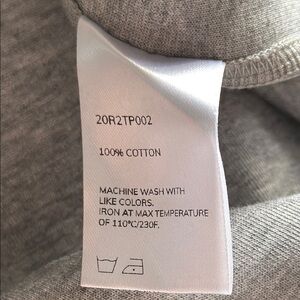 20R2TP002
100% COTTON
MACHINE WASH WITH
LIKE COLORS.
IRON AT MAX TEMPERATURE
OF 110°C/230F.